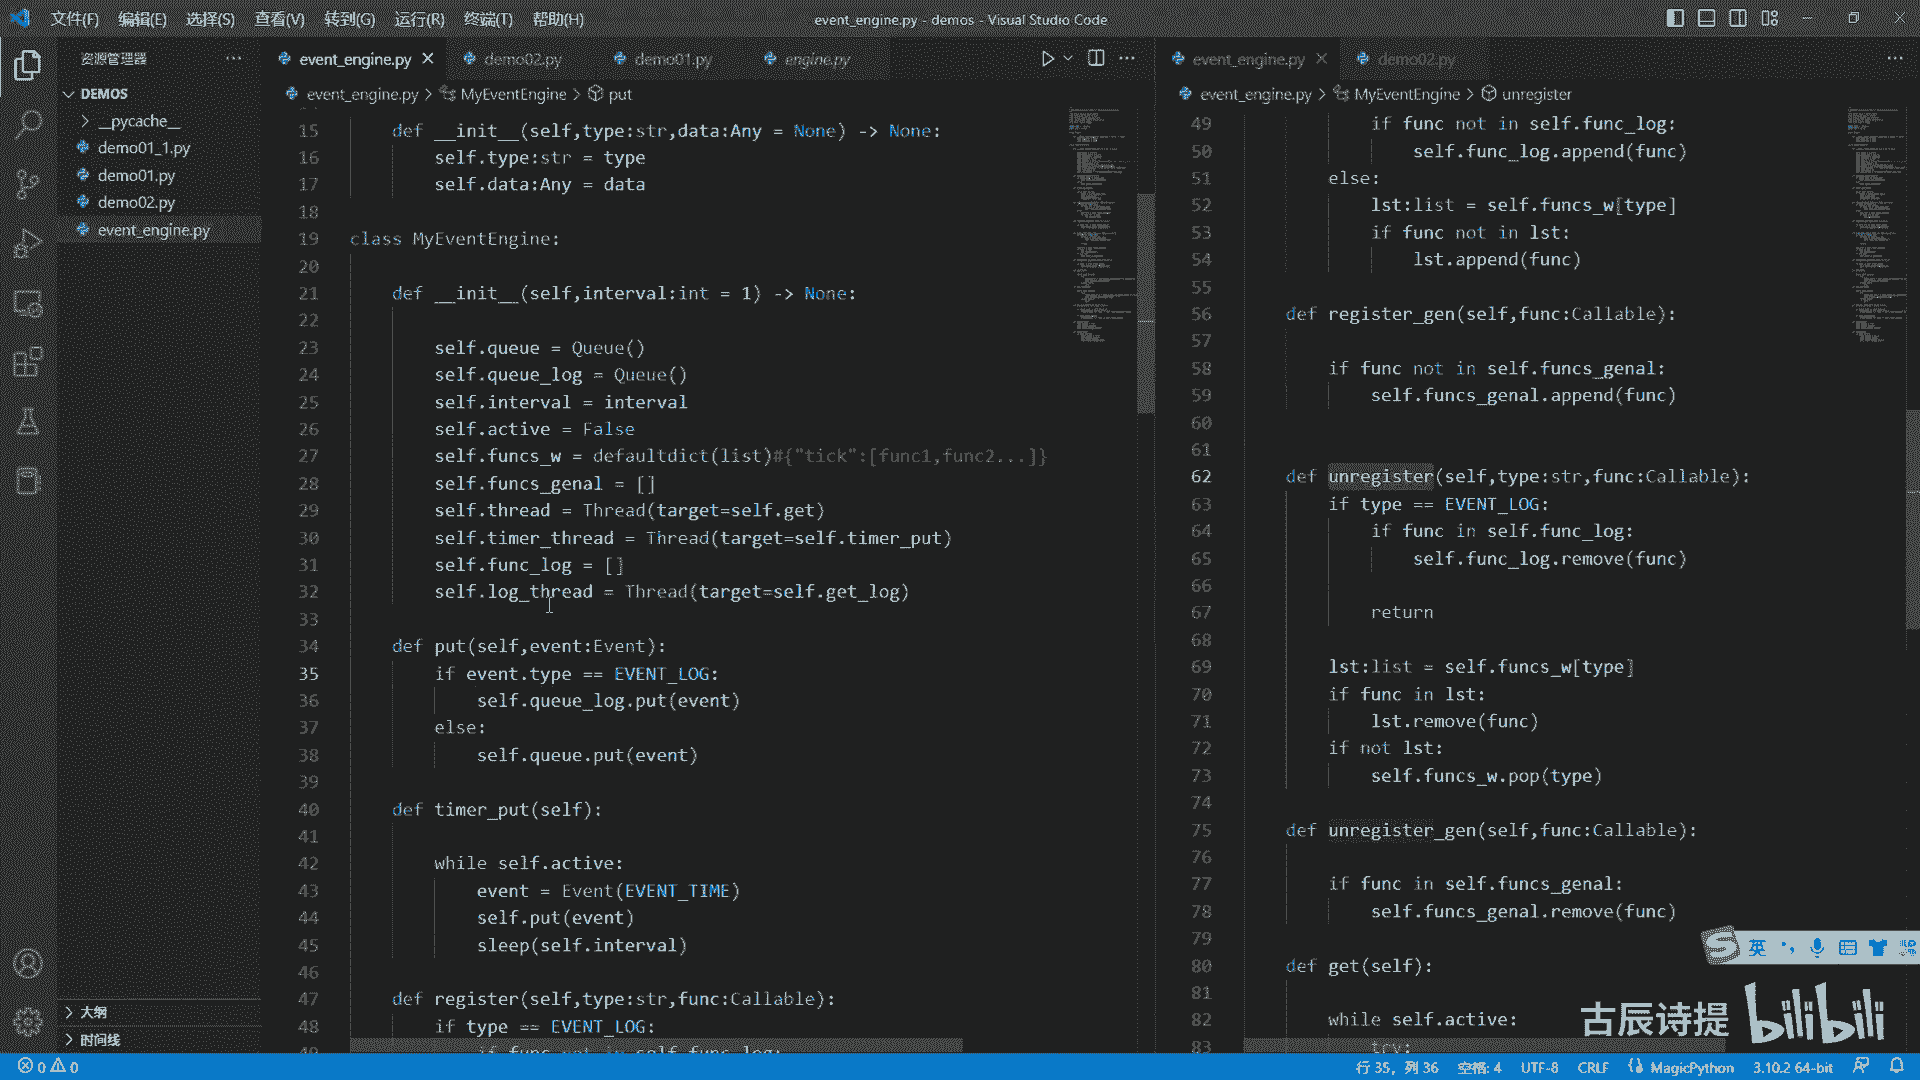 文件(F) 编辑(E) 选择(S) 查看(V) 转到(G) 运行(R) 终端(T) 帮助(H)
event_engine.py - demos - Visual Studio Code
资源管理器
DEMOS
__pycache__
demo01_1.py
demo01.py
demo02.py
event_engine.py
大纲
时间线
event_engine.py demo02.py demo01.py engine.py
event_engine.py > MyEventEngine > put
15 def __init__(self,type:str,data:Any = None) -> None:
16 self.type:str = type
17 self.data:Any = data
18
19 class MyEventEngine:
20
21 def __init__(self,interval:int = 1) -> None:
22
23 self.queue = Queue()
24 self.queue_log = Queue()
25 self.interval = interval
26 self.active = False
27 self.funcs_w = defaultdict(list)#{"tick":[func1,func2...]}
28 self.funcs_genal = []
29 self.thread = Thread(target=self.get)
30 self.timer_thread = Thread(target=self.timer_put)
31 self.func_log = []
32 self.log_thread = Thread(target=self.get_log)
33
34 def put(self,event:Event):
35 if event.type == EVENT_LOG:
36 self.queue_log.put(event)
37 else:
38 self.queue.put(event)
39
40 def timer_put(self):
41
42 while self.active:
43 event = Event(EVENT_TIME)
44 self.put(event)
45 sleep(self.interval)
46
47 def register(self,type:str,func:Callable):
48 if type == EVENT_LOG:
49 if func not in self.func_log:
event_engine.py demo02.py
event_engine.py > MyEventEngine > unregister
49 if func not in self.func_log:
50 self.func_log.append(func)
51 else:
52 lst:list = self.funcs_w[type]
53 if func not in lst:
54 lst.append(func)
55
56 def register_gen(self,func:Callable):
57
58 if func not in self.funcs_genal:
59 self.funcs_genal.append(func)
60
61
62 def unregister(self,type:str,func:Callable):
63 if type == EVENT_LOG:
64 if func in self.func_log:
65 self.func_log.remove(func)
66
67 return
68
69 lst:list = self.funcs_w[type]
70 if func in lst:
71 lst.remove(func)
72 if not lst:
73 self.funcs_w.pop(type)
74
75 def unregister_gen(self,func:Callable):
76
77 if func in self.funcs_genal:
78 self.funcs_genal.remove(func)
79
80 def get(self):
81
82 while self.active:
83 try:
英
古辰诗提 bilibili
0 0
行 35，列 36 空格: 4 UTF-8 CRLF MagicPython 3.10.2 64-bit